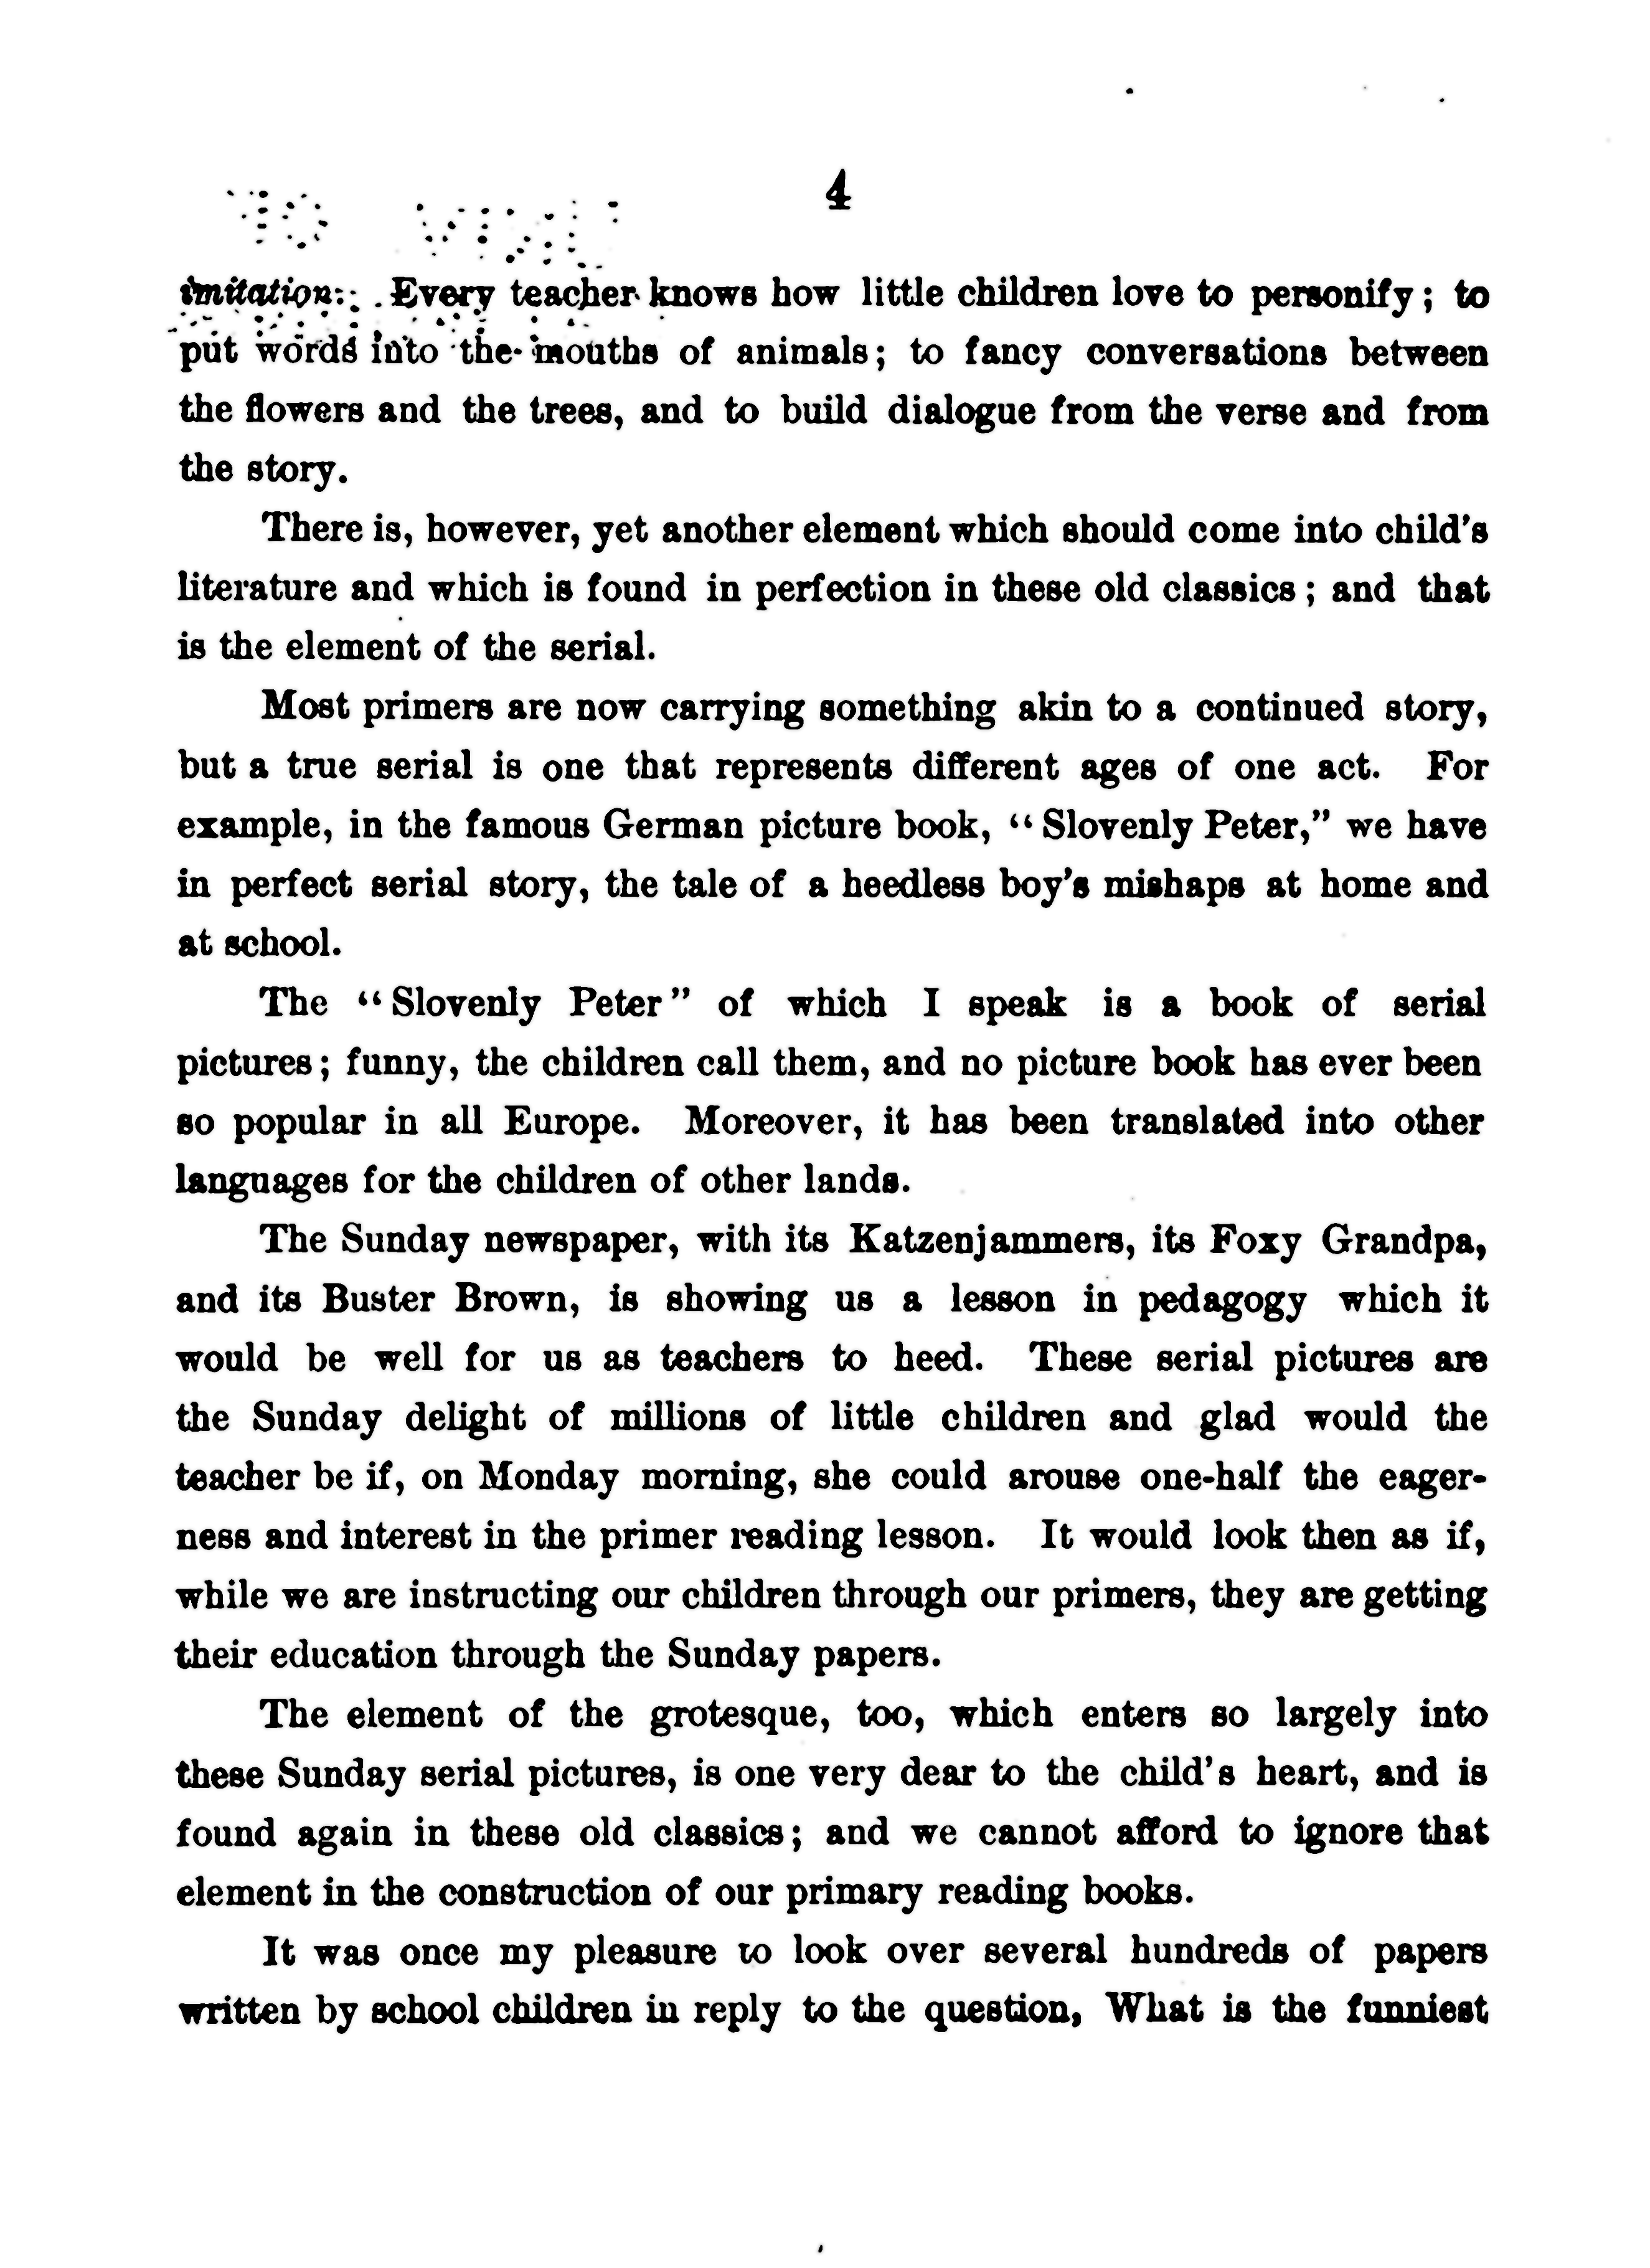 4
imitation. Every teacher knows how little children love to personify; to
put words into the mouths of animals; to fancy conversations between
the flowers and the trees, and to build dialogue from the verse and from
the story.
There is, however, yet another element which should come into child's
literature and which is found in perfection in these old classics; and that
is the element of the serial.
Most primers are now carrying something akin to a continued story,
but a true serial is one that represents different ages of one act. For
example, in the famous German picture book, "Slovenly Peter," we have
in perfect serial story, the tale of a heedless boy's mishaps at home and
at school.
The "Slovenly Peter" of which I speak is a book of serial
pictures; funny, the children call them, and no picture book has ever been
so popular in all Europe. Moreover, it has been translated into other
languages for the children of other lands.
The Sunday newspaper, with its Katzenjammers, its Foxy Grandpa,
and its Buster Brown, is showing us a lesson in pedagogy which it
would be well for us as teachers to heed. These serial pictures are
the Sunday delight of millions of little children and glad would the
teacher be if, on Monday morning, she could arouse one-half the eager-
ness and interest in the primer reading lesson. It would look then as if,
while we are instructing our children through our primers, they are getting
their education through the Sunday papers.
The element of the grotesque, too, which enters so largely into
these Sunday serial pictures, is one very dear to the child's heart, and is
found again in these old classics; and we cannot afford to ignore that
element in the construction of our primary reading books.
It was once my pleasure to look over several hundreds of papers
written by school children in reply to the question, What is the funniest